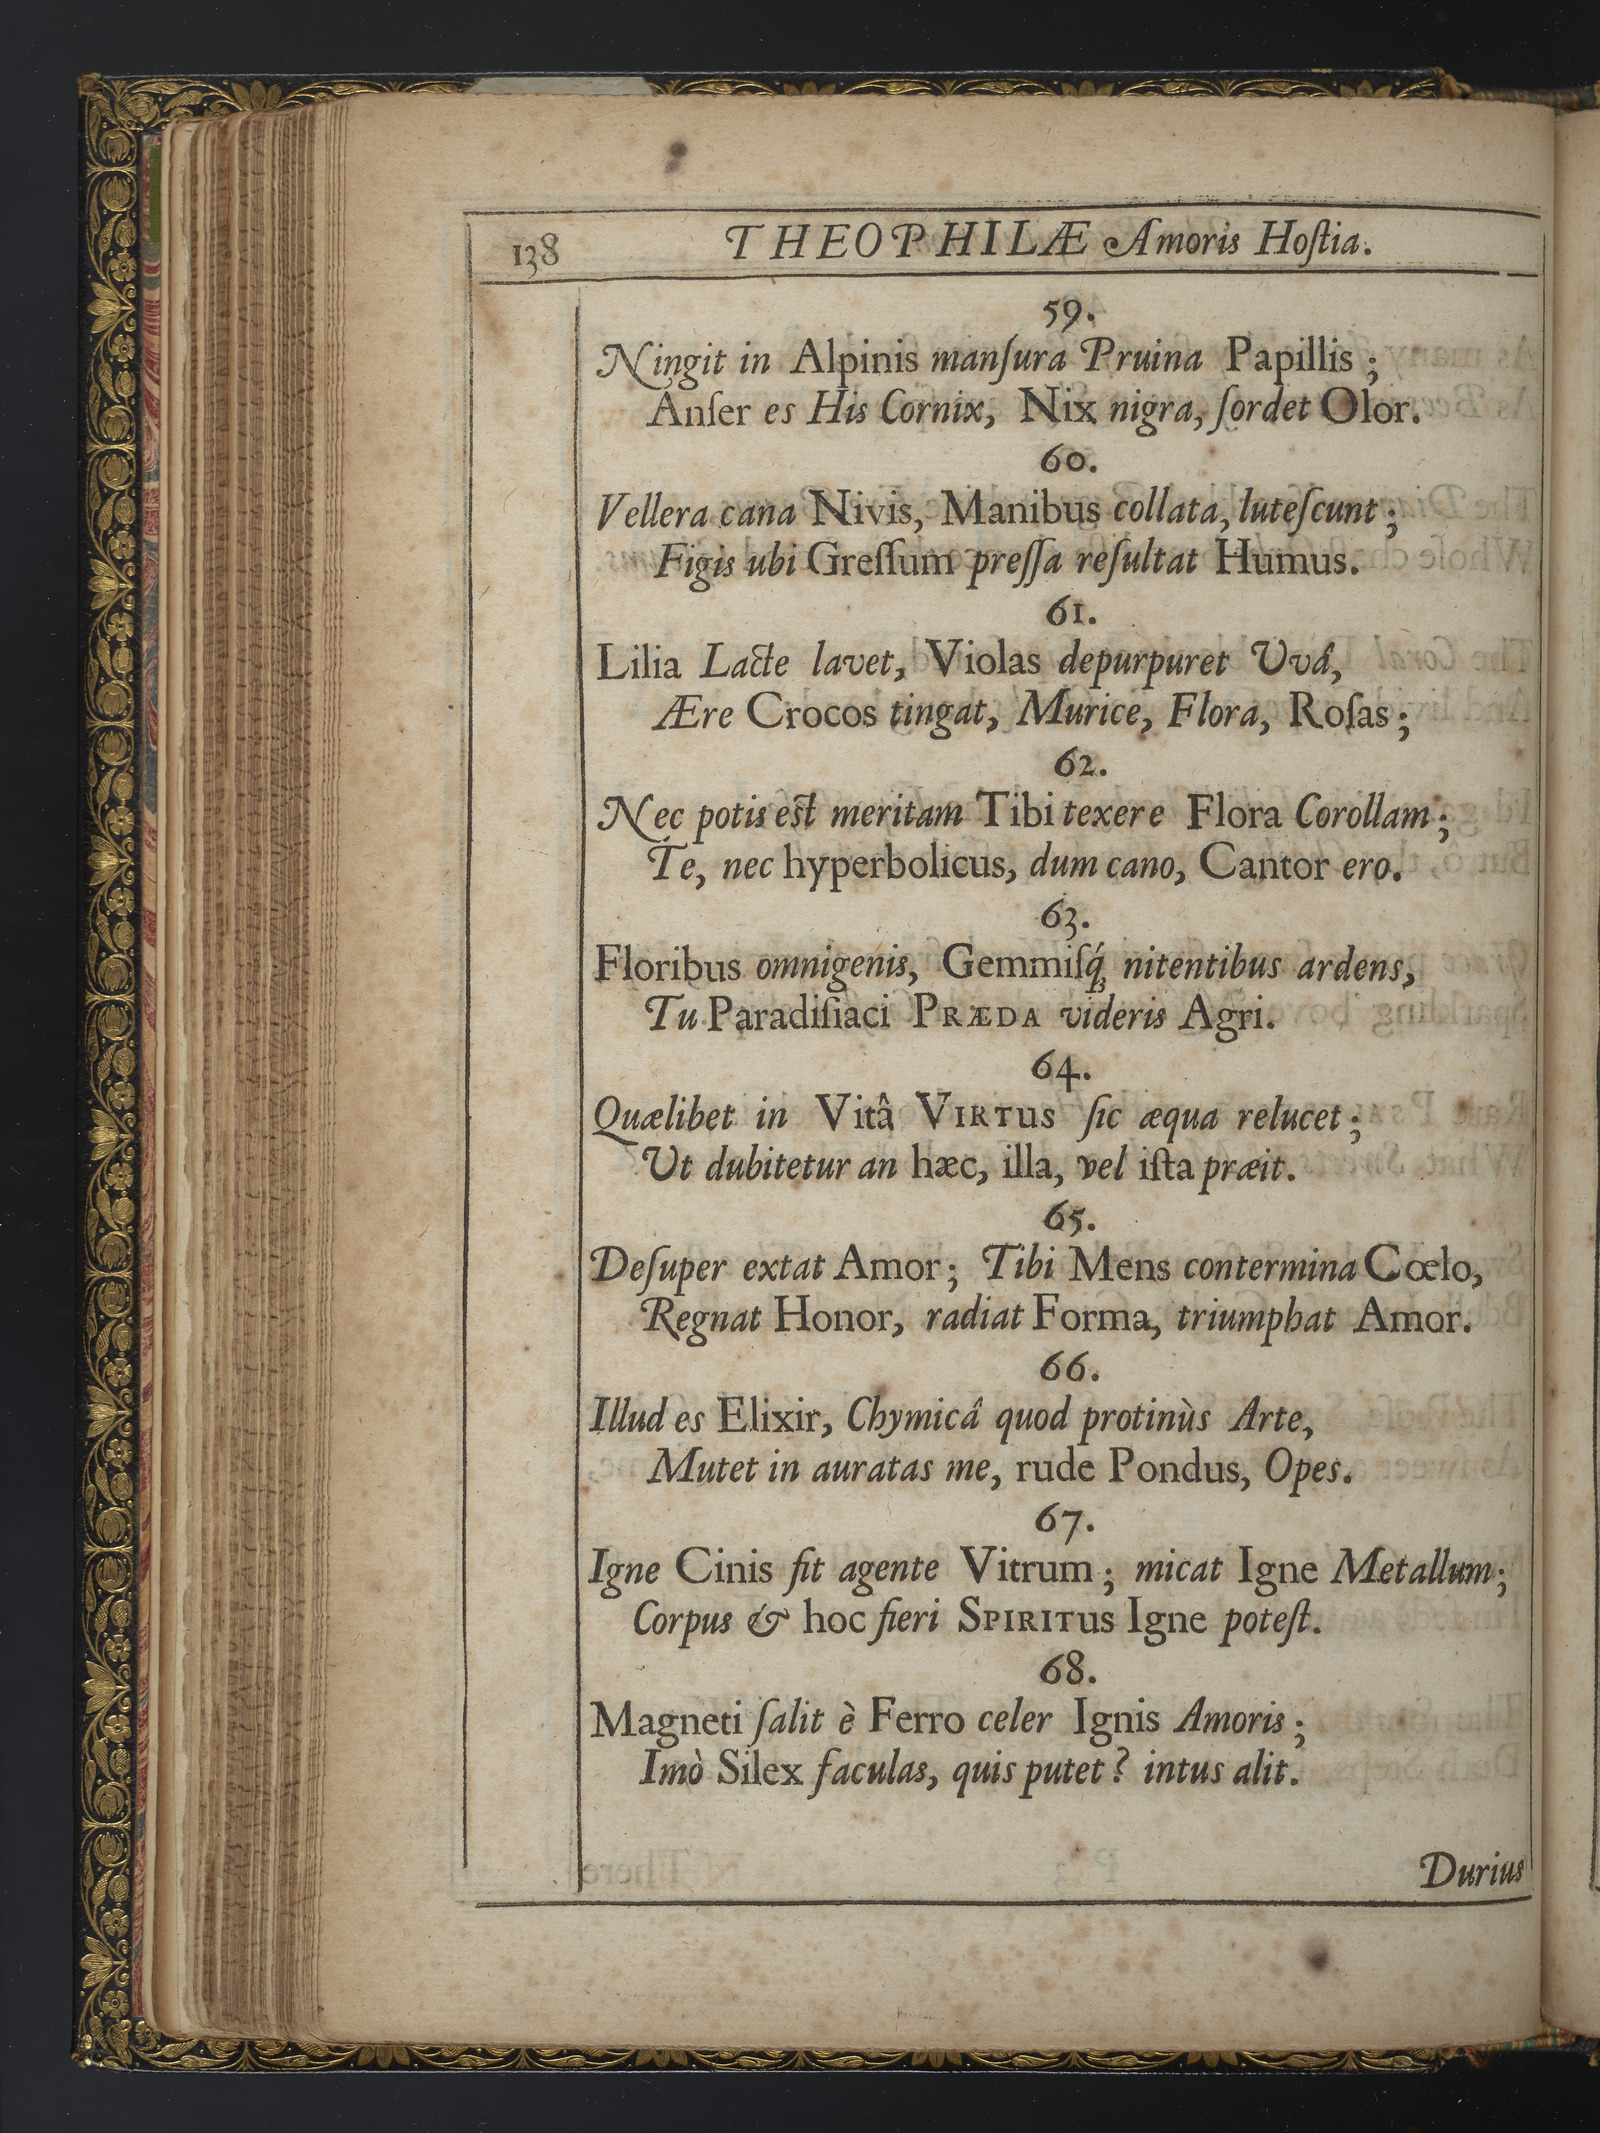 138 THEOPHILÆ Amoris Hoſtia.
59.
Ningit in Alpinis manſura Pruina Papillis;
Anſer es His Cornix, Nix nigra, ſordet Olor.
60.
Vellera cana Nivis, Manibus collata, luteſcunt;
Figis ubi Greſſum preſſa reſultat Humus.
61.
Lilia Lacte lavet, Violas depurpuret Uvâ,
Ære Crocos tingat, Murice, Flora, Roſas;
62.
Nec potis est meritam Tibi texere Flora Corollam;
Te, nec hyperbolicus, dum cano, Cantor ero.
63.
Floribus omnigenis, Gemmiſq́; nitentibus ardens,
Tu Paradiſiaci PRÆDA videris Agri.
64.
Quælibet in Vitâ VIRTUS ſic æqua relucet;
Ut dubitetur an hæc, illa, vel iſta præit.
65.
Deſuper extat Amor; Tibi Mens contermina Cœlo,
Regnat Honor, radiat Forma, triumphat Amor.
66.
Illud es Elixir, Chymicâ quod protinùs Arte,
Mutet in auratas me, rude Pondus, Opes.
67.
Igne Cinis fit agente Vitrum; micat Igne Metallum;
Corpus & hoc fieri SPIRITUS Igne poteſt.
68.
Magneti ſalit è Ferro celer Ignis Amoris;
Imò Silex faculas, quis putet? intus alit.
Durius